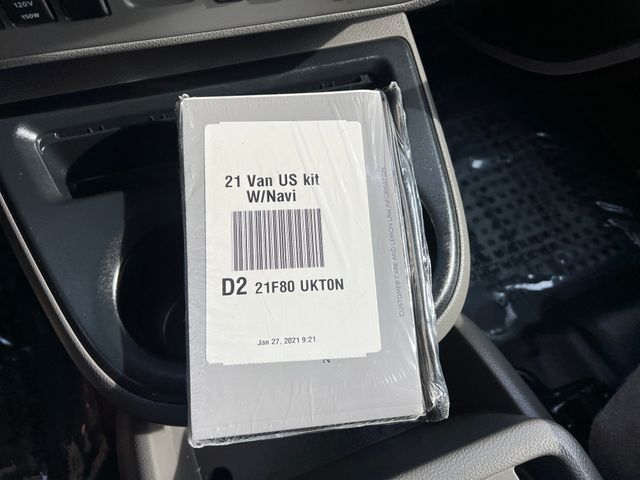 120V
150W
21 Van US kit
W/Navi
D2 21F80 UKT0N
Jan 27, 2021 9:21
CUSTOMER CARE AND LEMON LAW INFORMATION